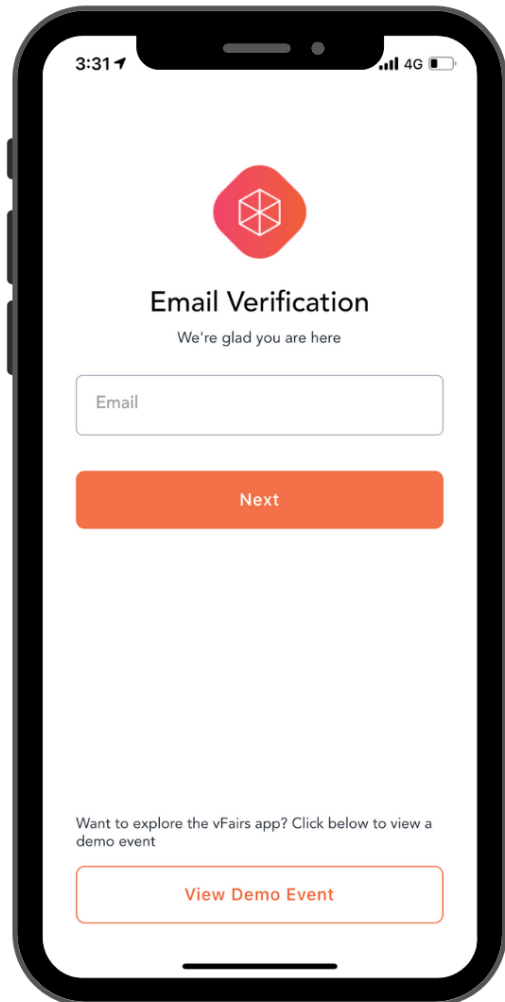 3:31
4G
Email Verification
We're glad you are here
Email
Next
Want to explore the vFairs app? Click below to view a
demo event
View Demo Event